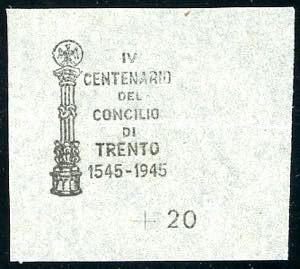 IV
CENTENARIO
DEL
CONCILIO
DI
TRENTO
1545-1945
+20